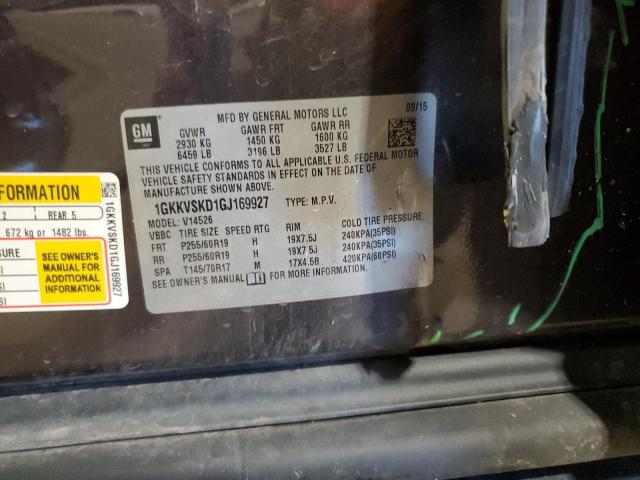 MFD BY GENERAL MOTORS LLC 09/15
GM
GVWR GAWR FRT GAWR RR
2930 KG 1450 KG 1600 KG
6459 LB 3196 LB 3527 LB
THIS VEHICLE CONFORMS TO ALL APPLICABLE U.S. FEDERAL MOTOR
VEHICLE SAFETY STANDARDS IN EFFECT ON THE DATE OF
MANUFACTURE SHOWN ABOVE.
1GKKVSKD1GJ169927 TYPE: M.P.V.
MODEL: V14526
VBBC TIRE SIZE SPEED RTG RIM COLD TIRE PRESSURE
FRT P255/60R19 H 19X7.5J 240KPA(35PSI)
RR P255/60R19 H 19X7.5J 240KPA(35PSI)
SPA T145/70R17 M 17X4.5B 420KPA(60PSI)
SEE OWNER'S MANUAL FOR MORE INFORMATION
FORMATION
2 REAR 5
672 kg or 1482 lbs.
SURE
SI
SI
SI
SEE OWNER'S
MANUAL FOR
ADDITIONAL
INFORMATION
1GKKVSKD1GJ169927